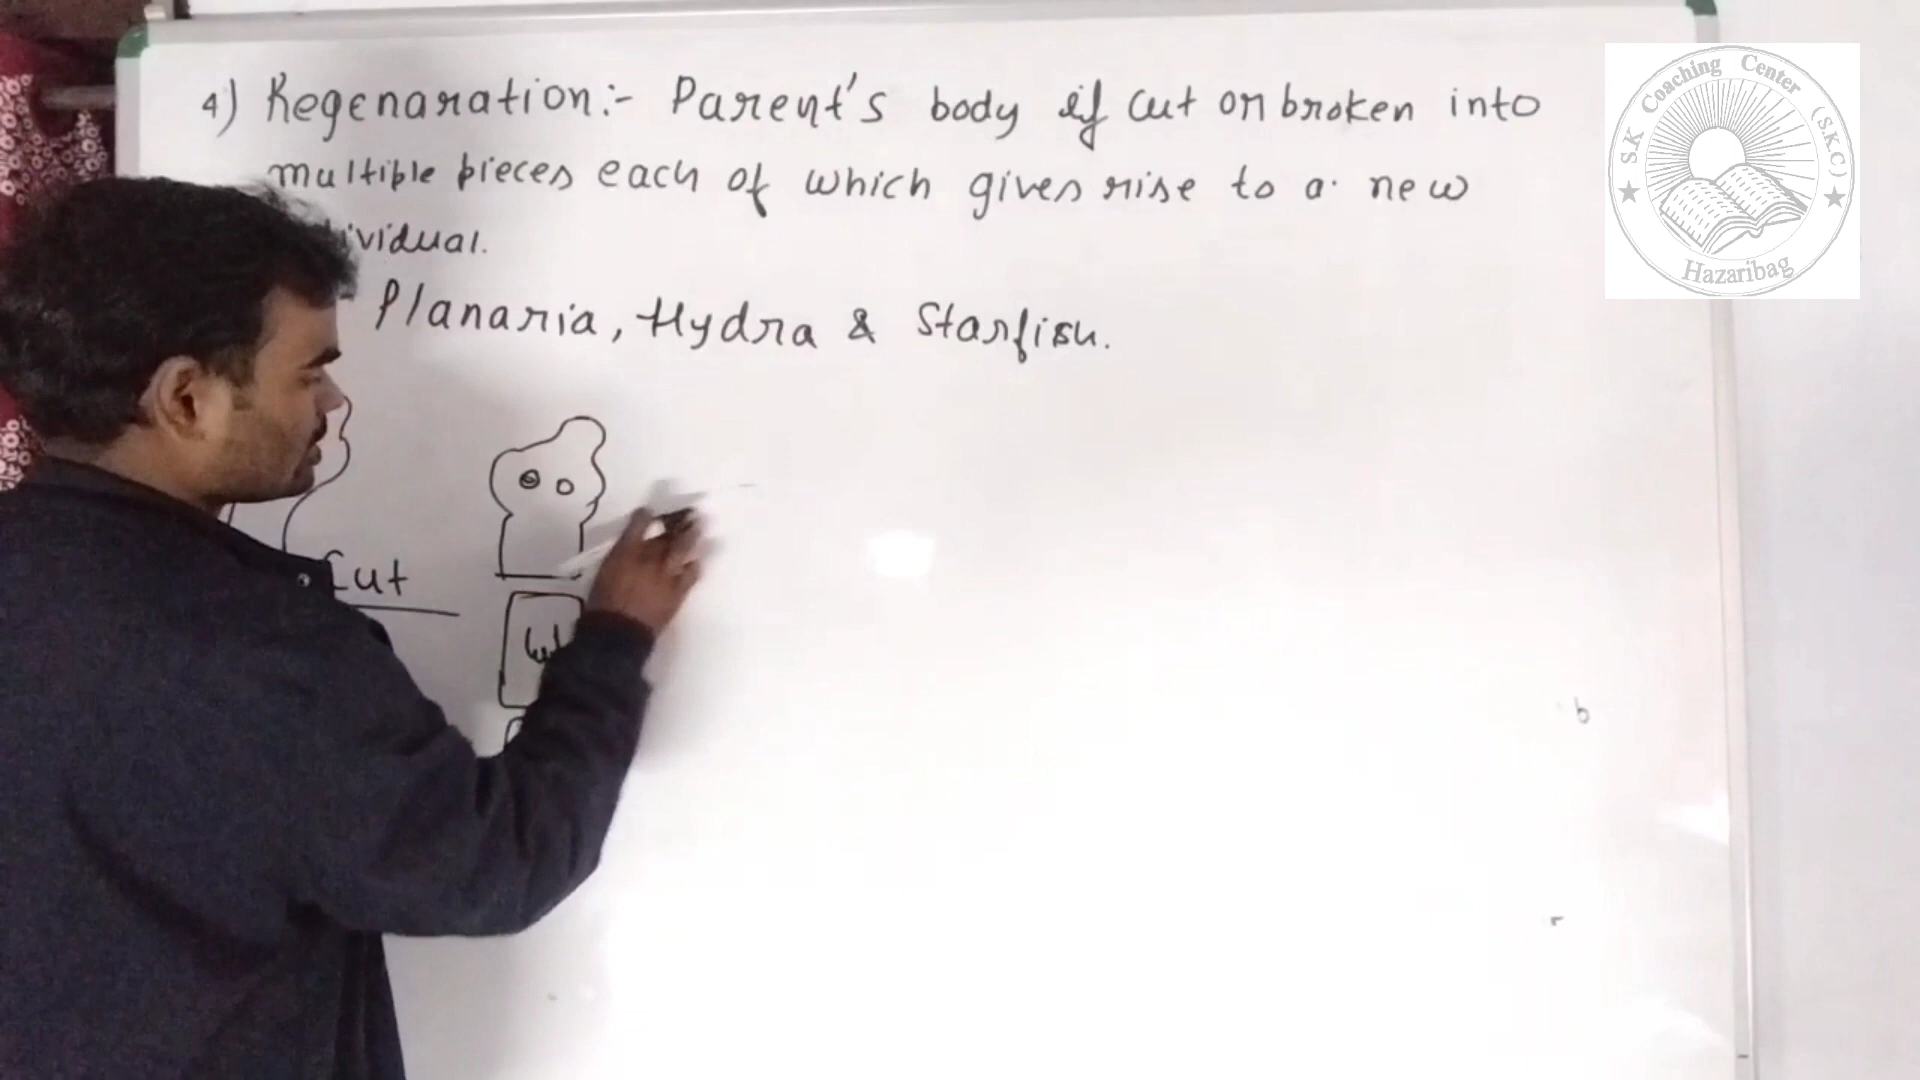 4) Regenaration:- Parent's body if cut or broken into
multiple pieces each of which gives rise to a new
ividual.
Planaria, Hydra & Starfish.
Cut
S.K Coaching Center (S.K.C)
Hazaribag
b